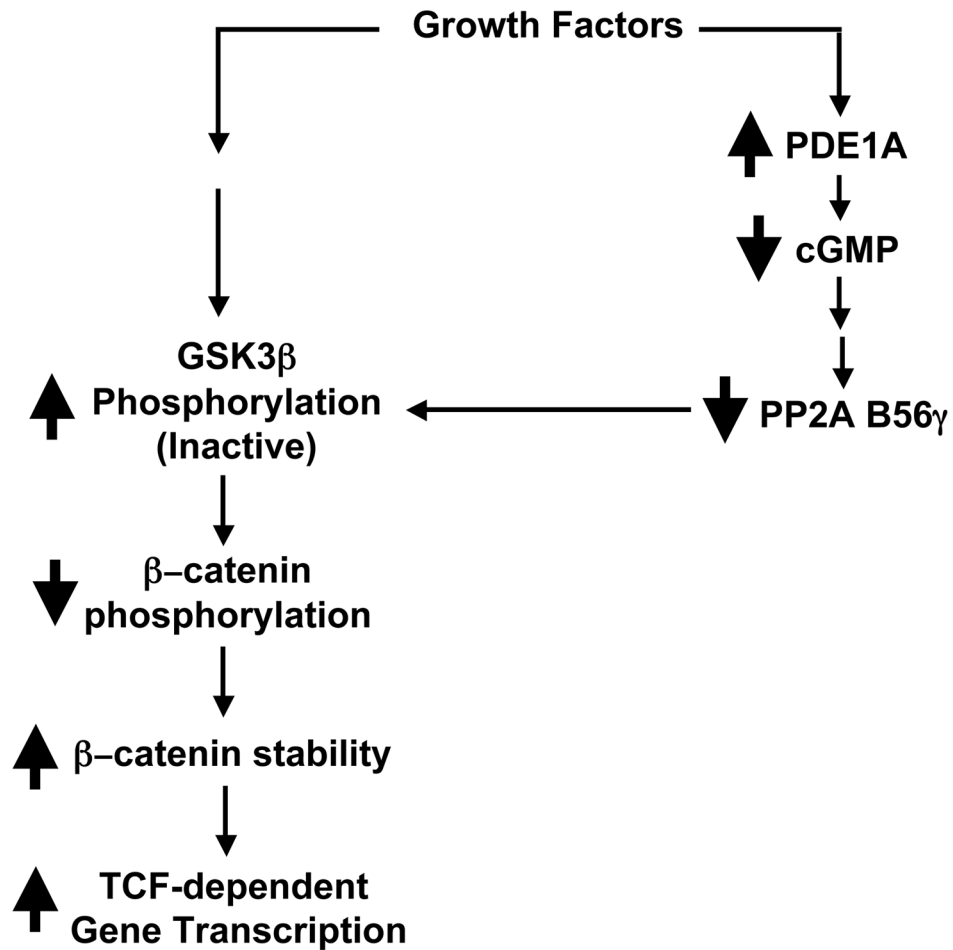 Growth Factors
PDE1A
cGMP
PP2A B56γ
GSK3β
Phosphorylation
(Inactive)
β–catenin
phosphorylation
β–catenin stability
TCF-dependent
Gene Transcription